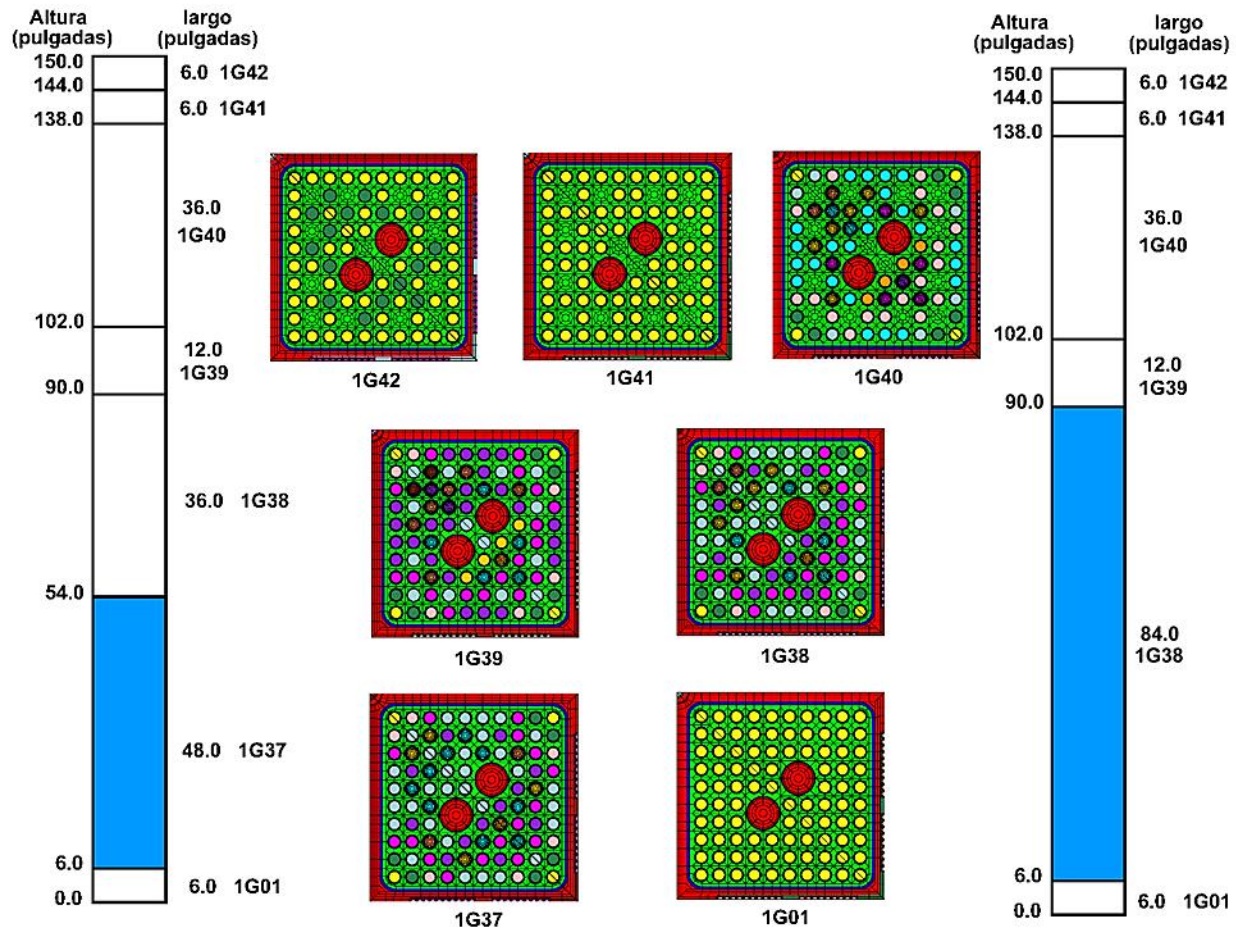 Altura
(pulgadas)
largo
(pulgadas)
150.0
6.0 1G42
144.0
6.0 1G41
138.0
36.0
1G40
102.0
12.0
1G39
90.0
36.0 1G38
54.0
48.0 1G37
6.0
6.0 1G01
0.0
1G42
1G41
1G40
1G39
1G38
1G37
1G01
Altura
(pulgadas)
largo
(pulgadas)
150.0
6.0 1G42
144.0
6.0 1G41
138.0
36.0
1G40
102.0
12.0
1G39
90.0
84.0
1G38
6.0
6.0 1G01
0.0